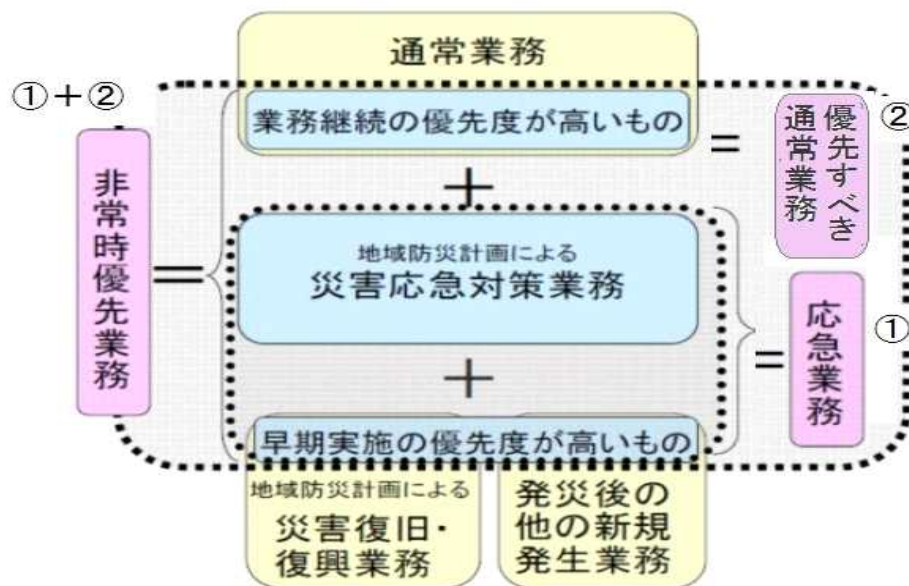 通常業務
①+②
業務継続の優先度が高いもの
=
優先すべき
通常業務
②
+
非常時優先業務
=
地域防災計画による
災害応急対策業務
=
応急業務
①
+
早期実施の優先度が高いもの
地域防災計画による
災害復旧・
復興業務
発災後の
他の新規
発生業務